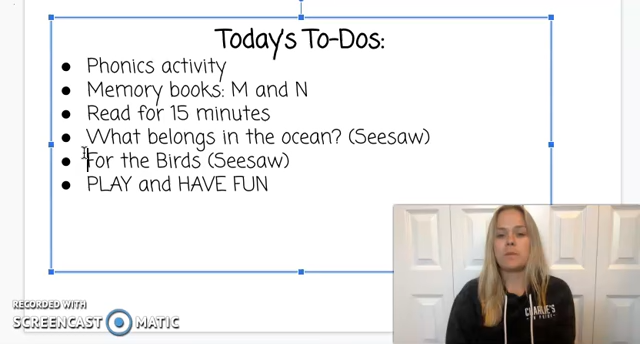 Today's To-Dos:
Phonics activity
Memory books: M and N
Read for 15 minutes
What belongs in the ocean? (Seesaw)
For the Birds (Seesaw)
PLAY and HAVE FUN
RECORDED WITH
SCREENCAST MATIC
CHARLIE'S